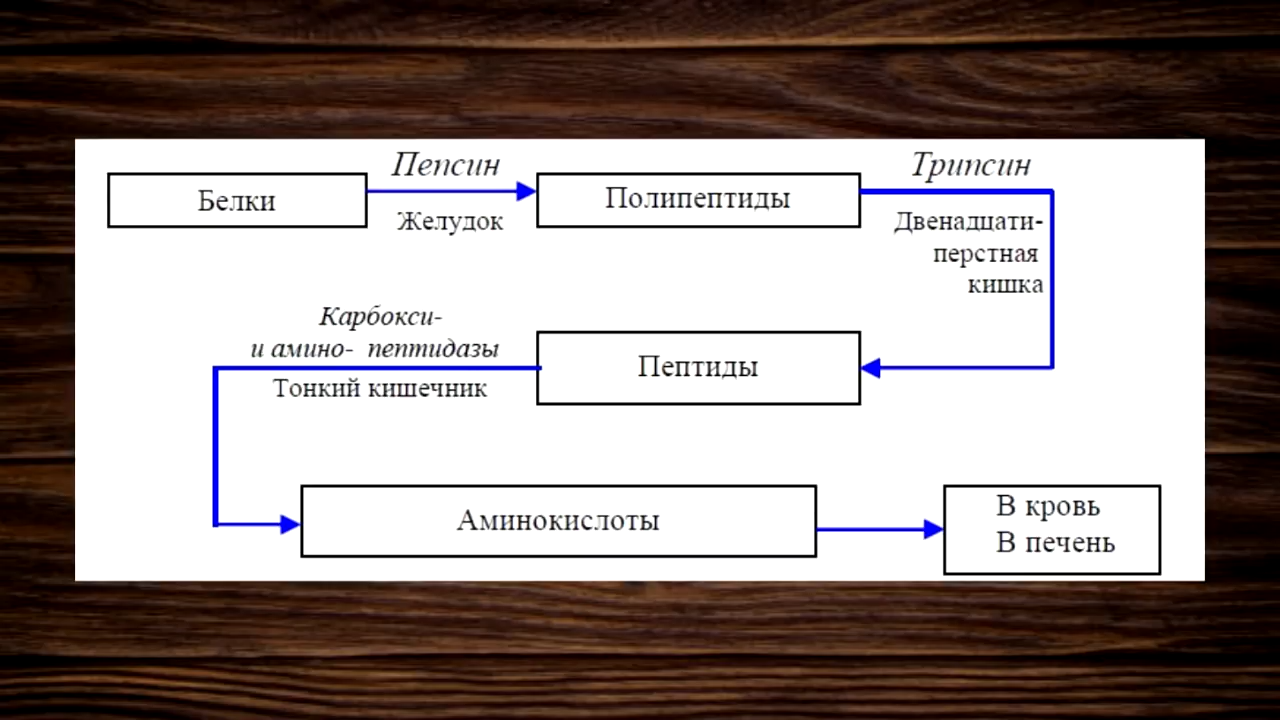 Пепсин
Белки
Желудок
Полипептиды
Трипсин
Двенадцати-
перстная
кишка
Карбокси-
и амино- пептидазы
Тонкий кишечник
Пептиды
Аминокислоты
В кровь
В печень